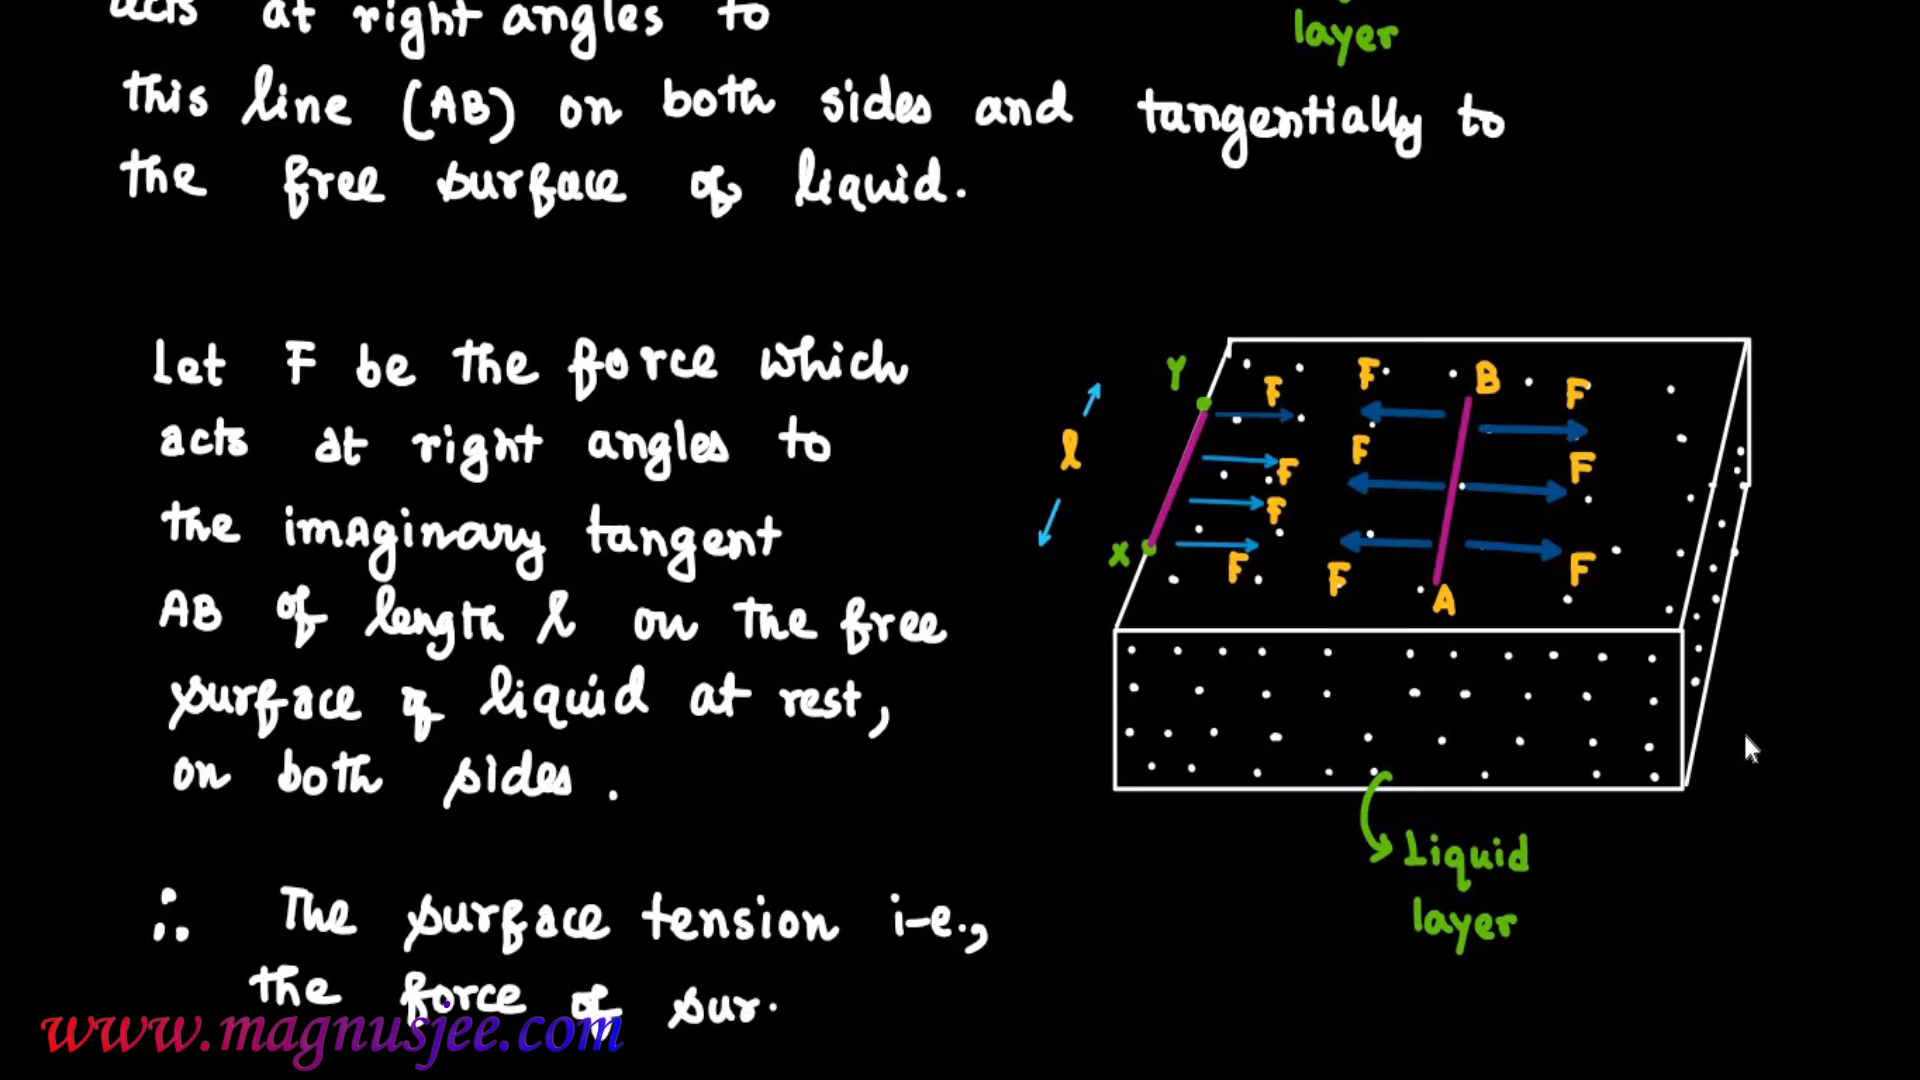 acts at right angles to
layer
this line (AB) on both sides and tangentially to
the free surface of liquid.
Let F be the force which
acts at right angles to
the imaginary tangent
AB of length l on the free
surface of liquid at rest,
on both sides.
∴ The surface tension i-e.,
the force of sur.
Y
F
F
B
F
l
F
F
F
F
X
F
F
F
A
Liquid
layer
www.magnusjee.com